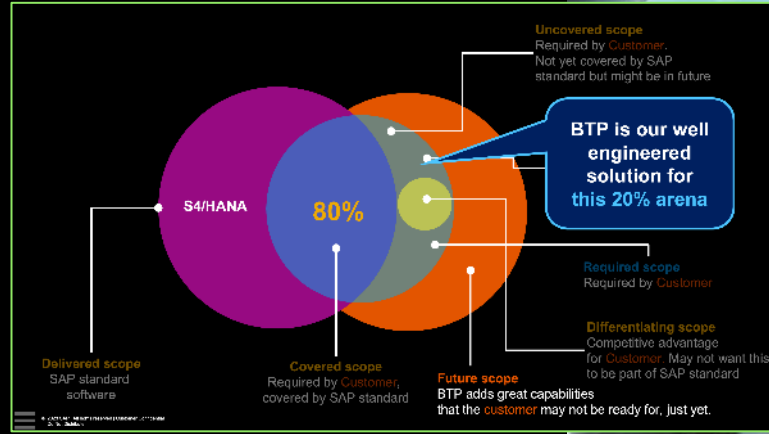 Uncovered scope
Required by Customer.
Not yet covered by SAP
standard but might be in future
BTP is our well
engineered
solution for
this 20% arena
S4/HANA
80%
Required scope
Required by Customer
Differentiating scope
Competitive advantage
for Customer. May not want this
to be part of SAP standard
Delivered scope
SAP standard
software
Covered scope
Required by Customer,
covered by SAP standard
Future scope
BTP adds great capabilities
that the customer may not be ready for, just yet.